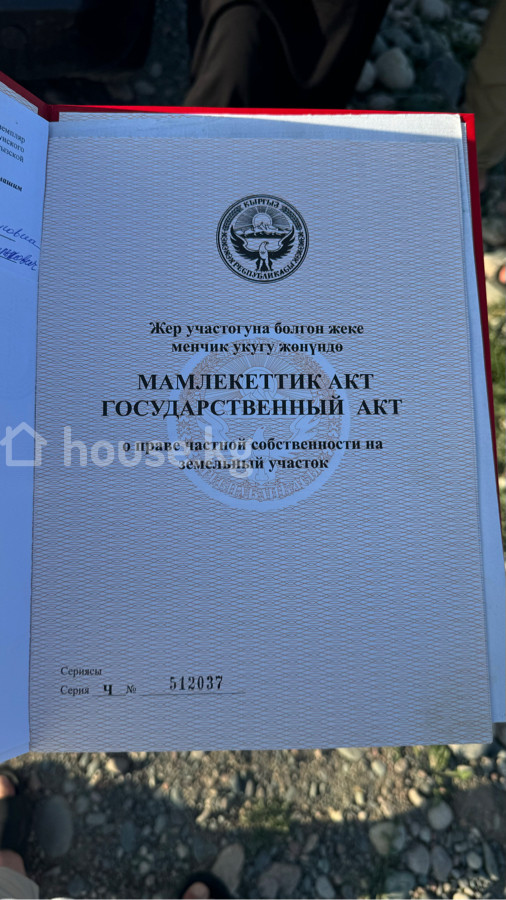 КЫРГЫЗ
РЕСПУБЛИКАСЫ
Жер участогуна болгон жеке
менчик укугу жөнүндө
МАМЛЕКЕТТИК АКТ
ГОСУДАРСТВЕННЫЙ АКТ
о праве частной собственности на
земельный участок
house.kg
Сериясы
Серия Ч № 512037